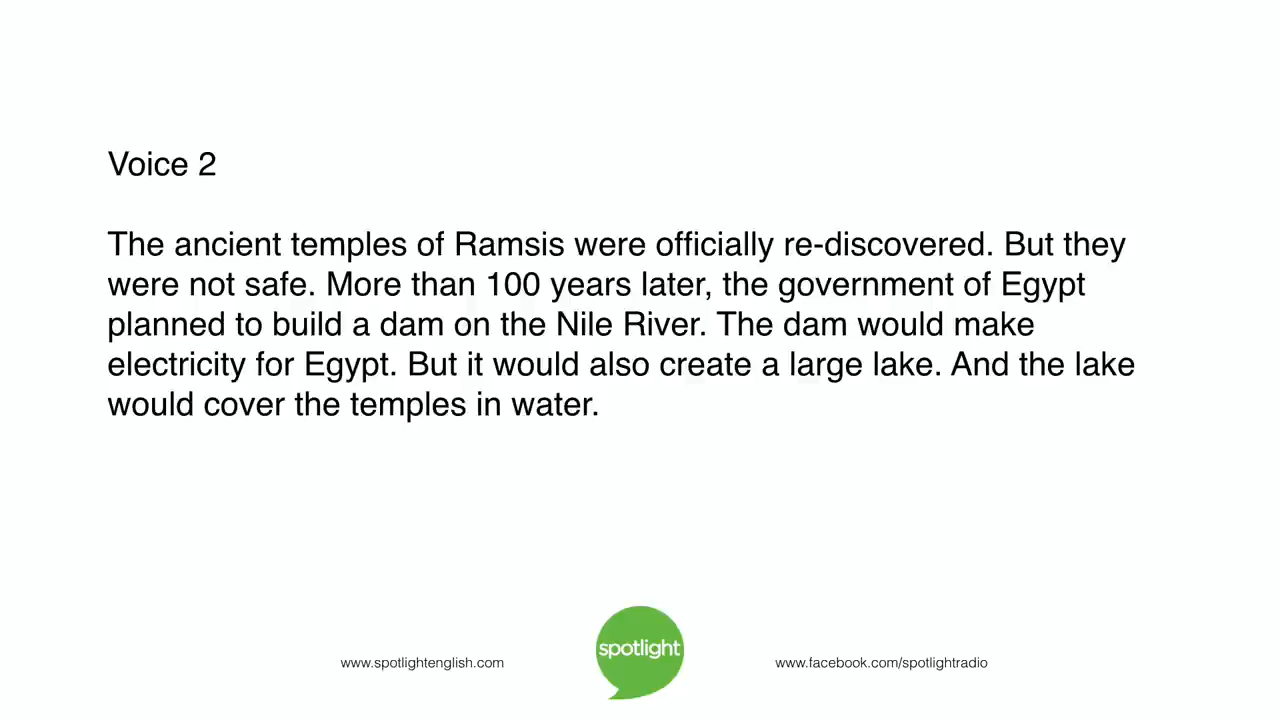 Voice 2
The ancient temples of Ramsis were officially re-discovered. But they
were not safe. More than 100 years later, the government of Egypt
planned to build a dam on the Nile River. The dam would make
electricity for Egypt. But it would also create a large lake. And the lake
would cover the temples in water.
spotlight
www.spotlightenglish.com
www.facebook.com/spotlightradio